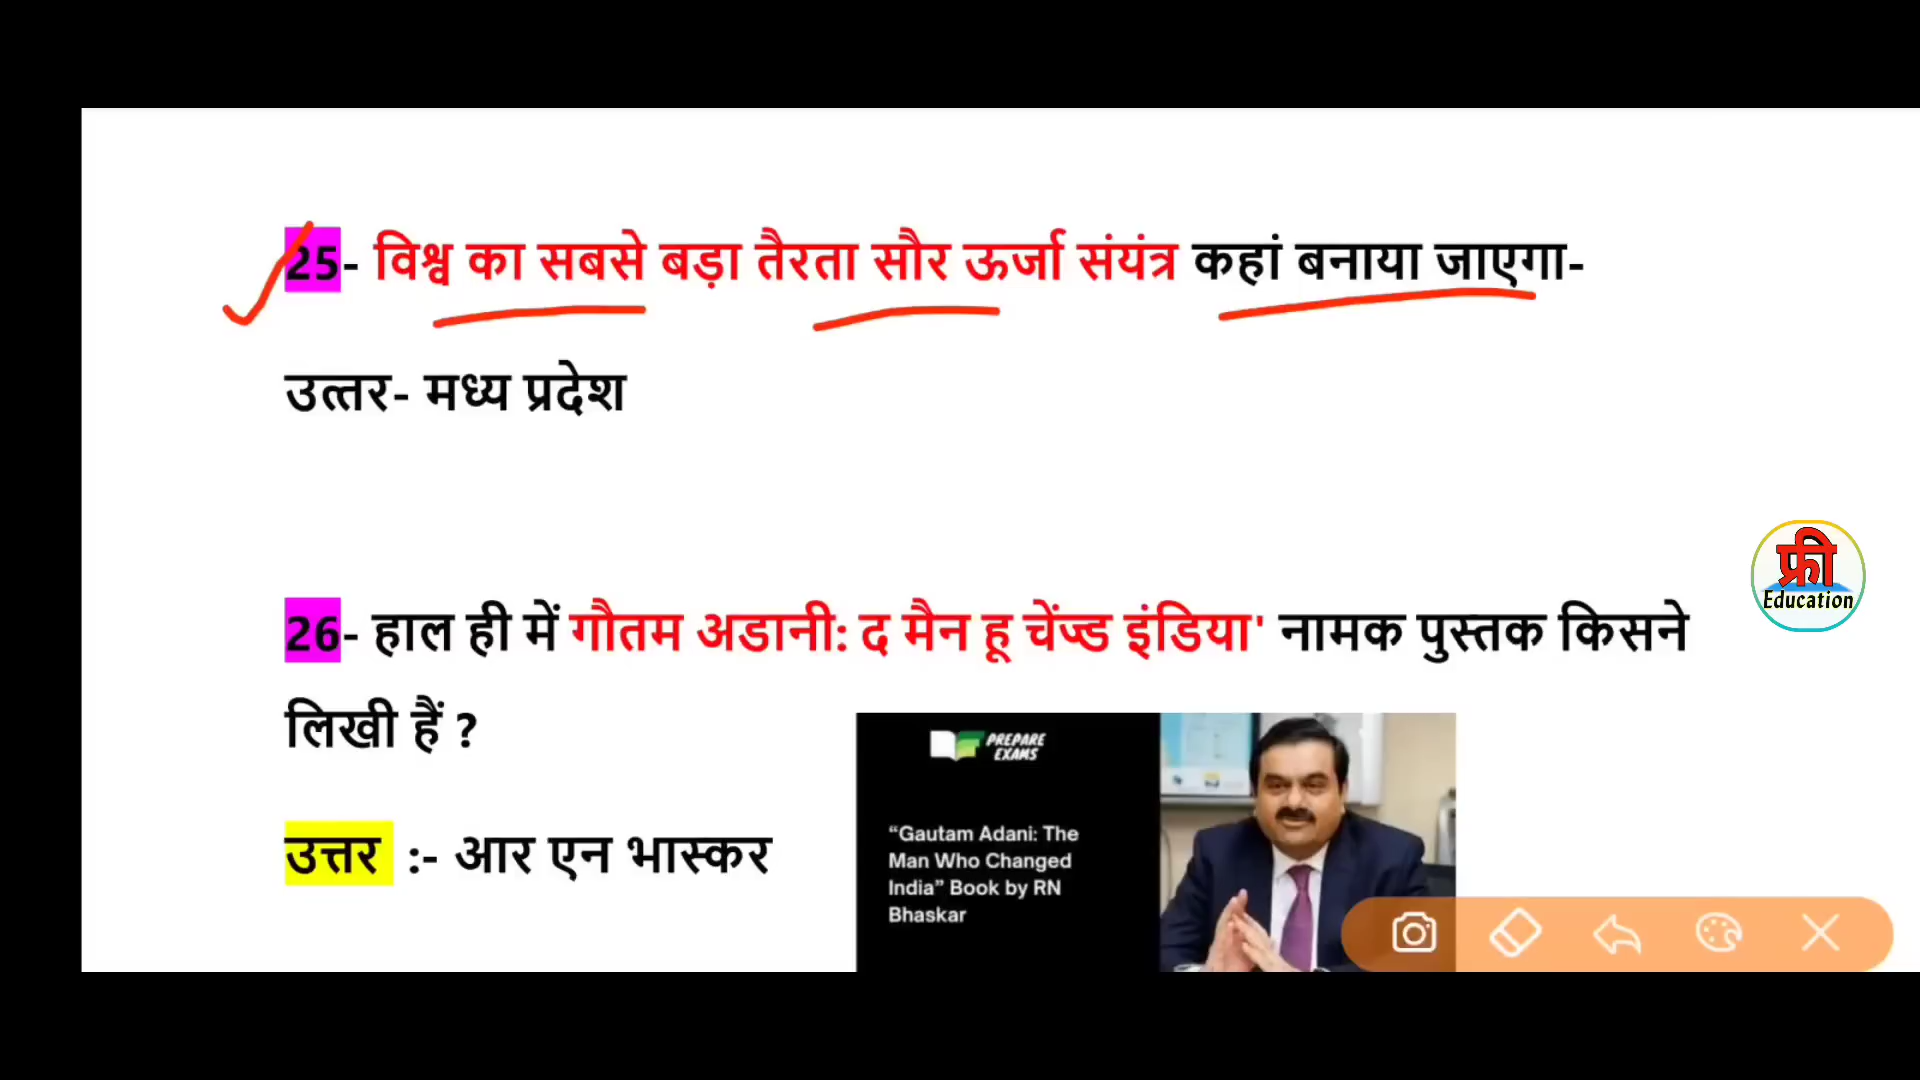 25- विश्व का सबसे बड़ा तैरता सौर ऊर्जा संयंत्र कहां बनाया जाएगा-
उत्तर- मध्य प्रदेश
फ्री
Education
26- हाल ही में गौतम अडानी: द मैन हू चेंज्ड इंडिया' नामक पुस्तक किसने
लिखी हैं ?
उत्तर :- आर एन भास्कर
PREPARE
EXAMS
“Gautam Adani: The
Man Who Changed
India” Book by RN
Bhaskar